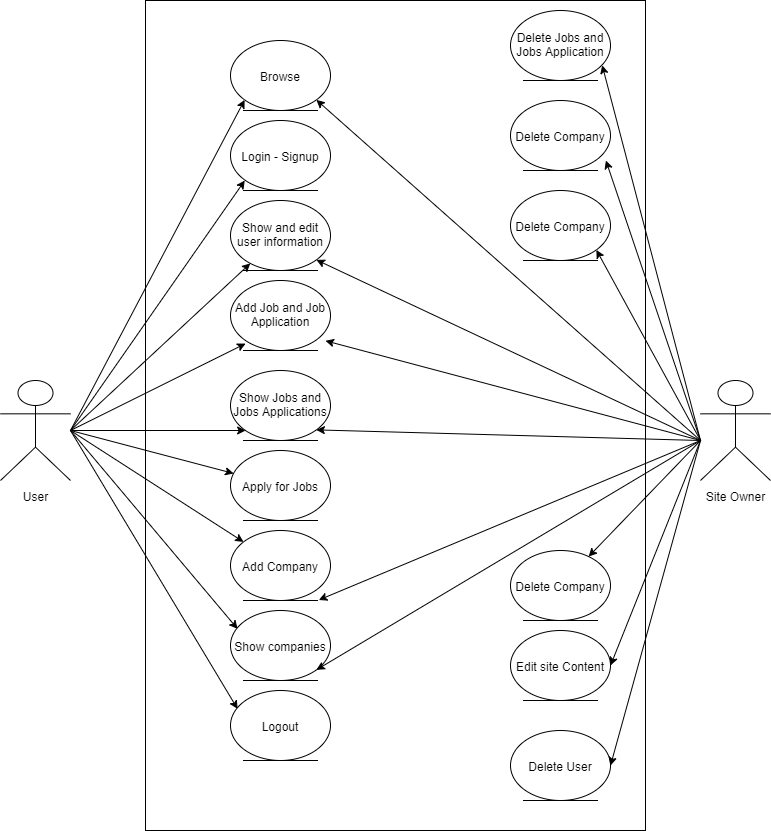 Browse
Login - Signup
Show and edit
user information
Add Job and Job
Application
Show Jobs and
Jobs Applications
Apply for Jobs
Add Company
Show companies
Logout
Delete Jobs and
Jobs Application
Delete Company
Delete Company
Delete Company
Edit site Content
Delete User
User
Site Owner